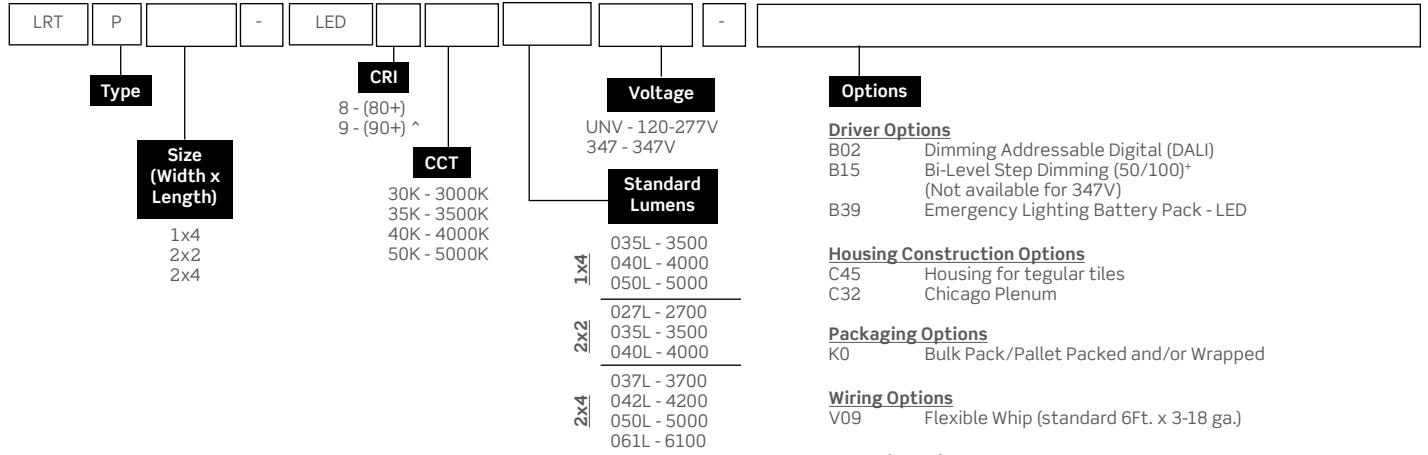 LRT P - LED -
Type
Size
(Width x
Length)
1x4
2x2
2x4
CRI
8 - (80+)
9 - (90+) ^
CCT
30K - 3000K
35K - 3500K
40K - 4000K
50K - 5000K
Voltage
UNV - 120-277V
347 - 347V
Standard
Lumens
1x4
035L - 3500
040L - 4000
050L - 5000
2x2
027L - 2700
035L - 3500
040L - 4000
2x4
037L - 3700
042L - 4200
050L - 5000
061L - 6100
Options
Driver Options
B02 Dimming Addressable Digital (DALI)
B15 Bi-Level Step Dimming (50/100)+
(Not available for 347V)
B39 Emergency Lighting Battery Pack - LED
Housing Construction Options
C45 Housing for tegular tiles
C32 Chicago Plenum
Packaging Options
K0 Bulk Pack/Pallet Packed and/or Wrapped
Wiring Options
V09 Flexible Whip (standard 6Ft. x 3-18 ga.)